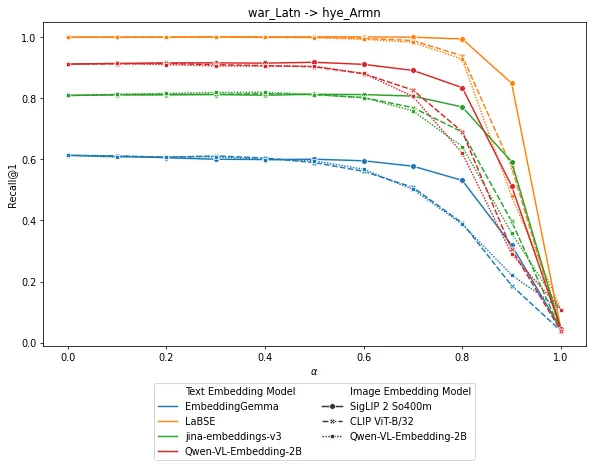 war_Latn -> hye_Armn
Recall@1
1.0
0.8
0.6
0.4
0.2
0.0
0.0 0.2 0.4 0.6 0.8 1.0
α
Text Embedding Model Image Embedding Model
EmbeddingGemma SigLIP 2 So400m
LaBSE CLIP ViT-B/32
jina-embeddings-v3 Qwen-VL-Embedding-2B
Qwen-VL-Embedding-2B